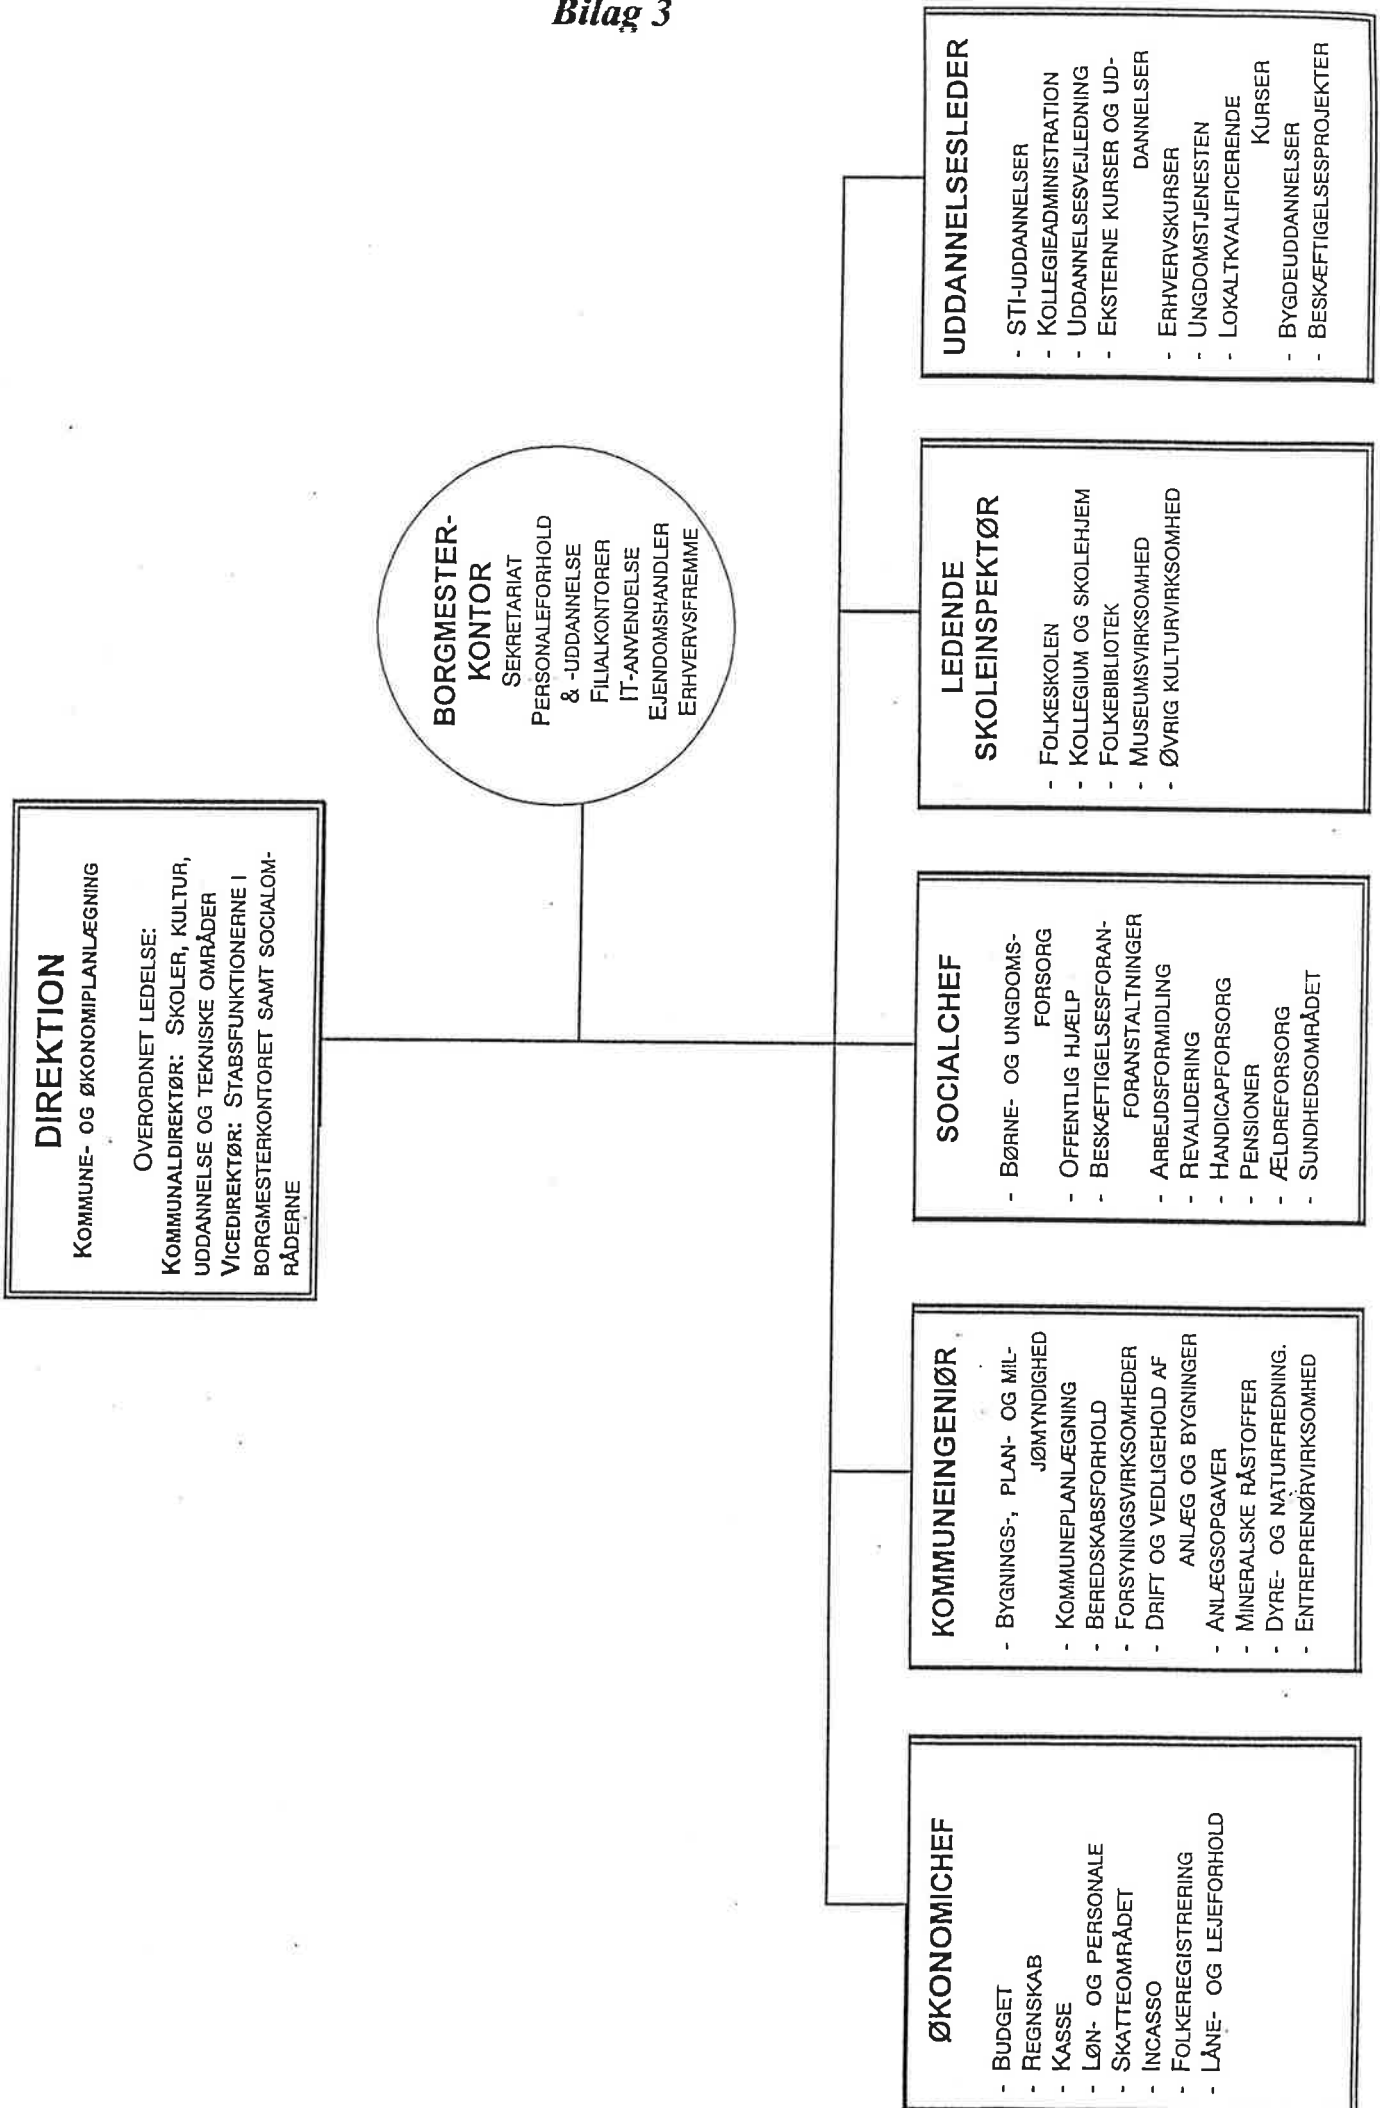 Bilag 3
DIREKTION
KOMMUNE- OG ØKONOMIPLANLÆGNING
OVERORDNET LEDELSE:
KOMMUNALDIREKTØR: SKOLER, KULTUR,
UDDANNELSE OG TEKNISKE OMRÅDER
VICEDIREKTØR: STABSFUNKTIONERNE I
BORGMESTERKONTORET SAMT SOCIALOM-
RÅDERNE
BORGMESTER-
KONTOR
SEKRETARIAT
PERSONALEFORHOLD
& -UDDANNELSE
FILIALKONTORER
IT-ANVENDELSE
EJENDOMSHANDLER
ERHVERVSFREMME
ØKONOMICHEF
- BUDGET
- REGNSKAB
- KASSE
- LØN- OG PERSONALE
- SKATTEOMRÅDET
- INCASSO
- FOLKEREGISTRERING
- LÅNE- OG LEJEFORHOLD
KOMMUNEINGENIØR
- BYGNINGS-, PLAN- OG MIL-
JØMYNDIGHED
- KOMMUNEPLANLÆGNING
- BEREDSKABSFORHOLD
- FORSYNINGSVIRKSOMHEDER
- DRIFT OG VEDLIGEHOLD AF
ANLÆG OG BYGNINGER
- ANLÆGSOPGAVER
- MINERALSKE RÅSTOFFER
- DYRE- OG NATURFREDNING.
- ENTREPRENØRVIRKSOMHED
SOCIALCHEF
- BØRNE- OG UNGDOMS-
FORSORG
- OFFENTLIG HJÆLP
- BESKÆFTIGELSESFORAN-
FORANSTALTNINGER
- ARBEJDSFORMIDLING
- REVALIDERING
- HANDICAPFORSORG
- PENSIONER
- ÆLDREFORSORG
- SUNDHEDSOMRÅDET
LEDENDE
SKOLEINSPEKTØR
- FOLKESKOLEN
- KOLLEGIUM OG SKOLEHJEM
- FOLKEBIBLIOTEK
- MUSEUMSVIRKSOMHED
- ØVRIG KULTURVIRKSOMHED
UDDANNELSESLEDER
- STI-UDDANNELSER
- KOLLEGIEADMINISTRATION
- UDDANNELSESVEJLEDNING
- EKSTERNE KURSER OG UD-
DANNELSER
- ERHVERVSKURSER
- UNGDOMSTJENESTEN
- LOKALTKVALIFICERENDE
KURSER
- BYGDEUDDANNELSER
- BESKÆFTIGELSESPROJEKTER